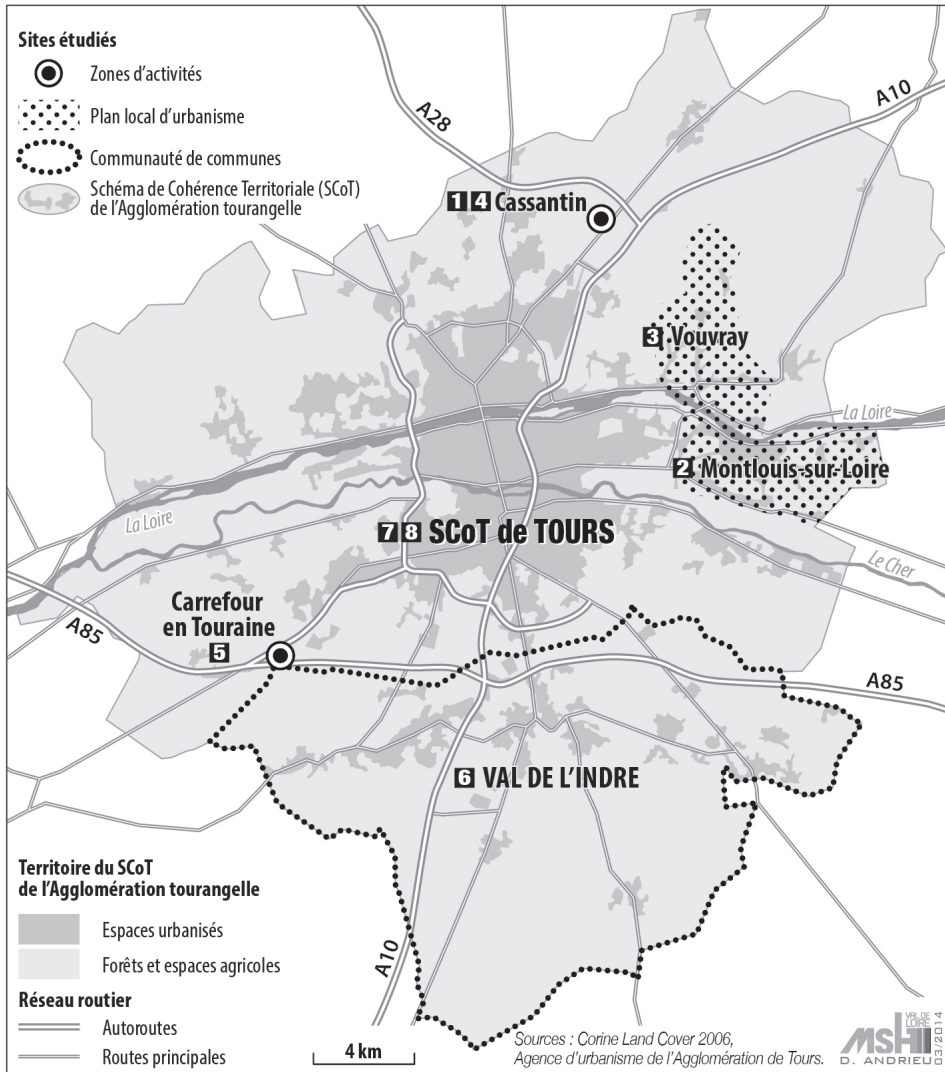 Sites étudiés
Zones d'activités
Plan local d'urbanisme
Communauté de communes
Schéma de Cohérence Territoriale (SCoT)
de l'Agglomération tourangelle
A28
A10
1 4 Cassantin
3 Vouvray
La Loire
2 Montlouis-sur-Loire
La Loire
7 8 SCoT de TOURS
Le Cher
Carrefour
en Touraine
5
A85
A85
6 VAL DE L'INDRE
A10
Territoire du SCoT
de l'Agglomération tourangelle
Espaces urbanisés
Forêts et espaces agricoles
Réseau routier
Autoroutes
Routes principales
4 km
Sources : Corine Land Cover 2006,
Agence d'urbanisme de l'Agglomération de Tours.
MSH VAL DE LOIRE
D. ANDRIEU
03/2014